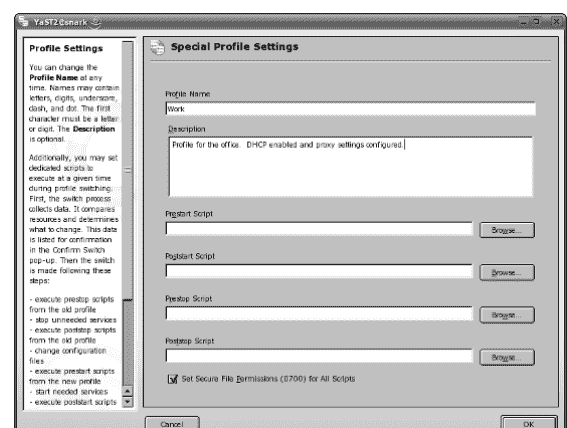 YaST2@snark
Profile Settings
You can change the
Profile Name at any
time. Names may contain
letters, digits, underscore,
dash, and dot. The first
character must be a letter
or digit. The Description
is optional.
Additionally, you may set
dedicated scripts to
execute at a given time
during profile switching.
First, the switch process
collects data. It compares
resources and determines
what to change. This data
is listed for confirmation
in the Confirm Switch
pop-up. Then the switch
is made following these
steps:
- execute prestop scripts
from the old profile
- stop unneeded services
- execute poststop scripts
from the old profile
- change configuration
files
- execute prestart scripts
from the new profile
- start needed services
- execute poststart scripts
Special Profile Settings
Profile Name
Work
Description
Profile for the office. DHCP enabled and proxy settings configured.
Prestart Script
Browse...
Poststart Script
Browse...
Prestop Script
Browse...
Poststop Script
Browse...
Set Secure File Permissions (0700) for All Scripts
Cancel
OK